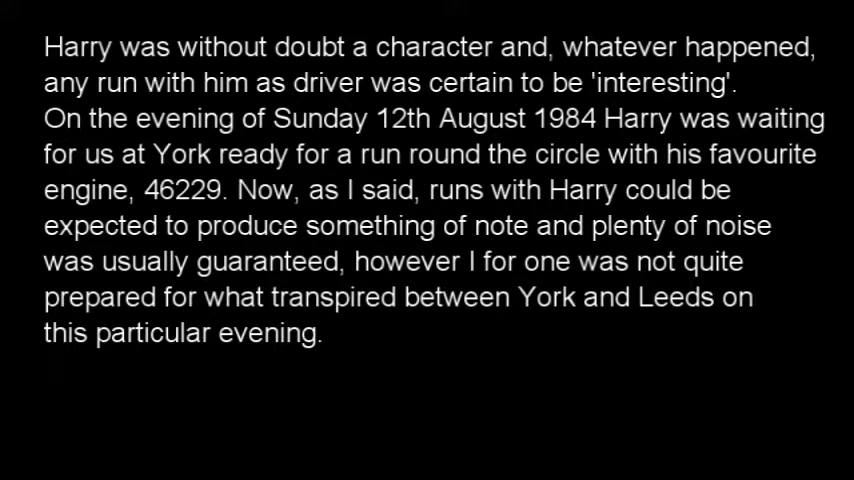 Harry was without doubt a character and, whatever happened,
any run with him as driver was certain to be 'interesting'.
On the evening of Sunday 12th August 1984 Harry was waiting
for us at York ready for a run round the circle with his favourite
engine, 46229. Now, as I said, runs with Harry could be
expected to produce something of note and plenty of noise
was usually guaranteed, however I for one was not quite
prepared for what transpired between York and Leeds on
this particular evening.